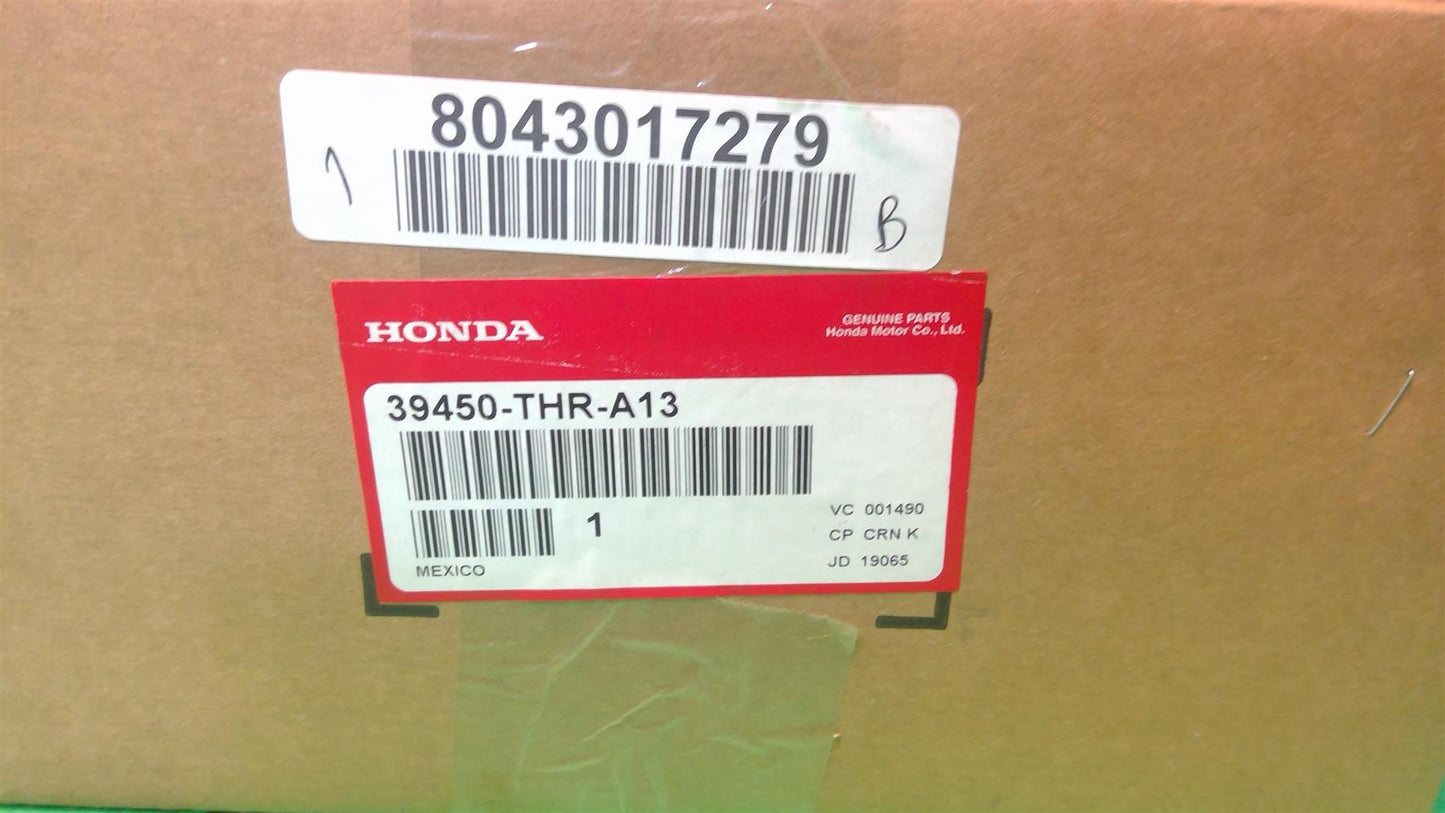 8043017279
1
B
HONDA
GENUINE PARTS
Honda Motor Co., Ltd.
39450-THR-A13
1
VC 001490
CP CRN K
JD 19065
MEXICO